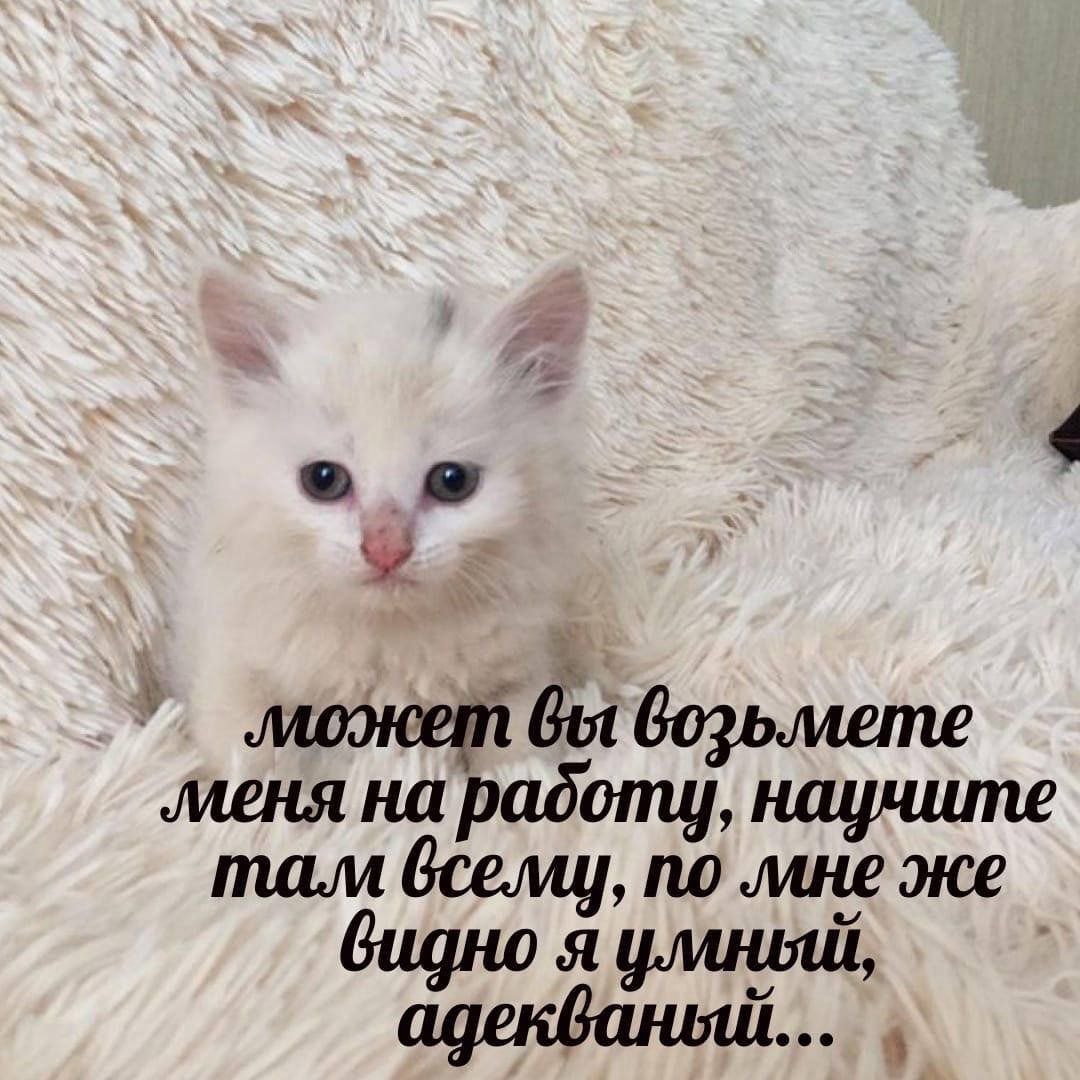 может вы возьмете
меня на работу, научите
там всему, по мне же
видно я умный,
адекваный...